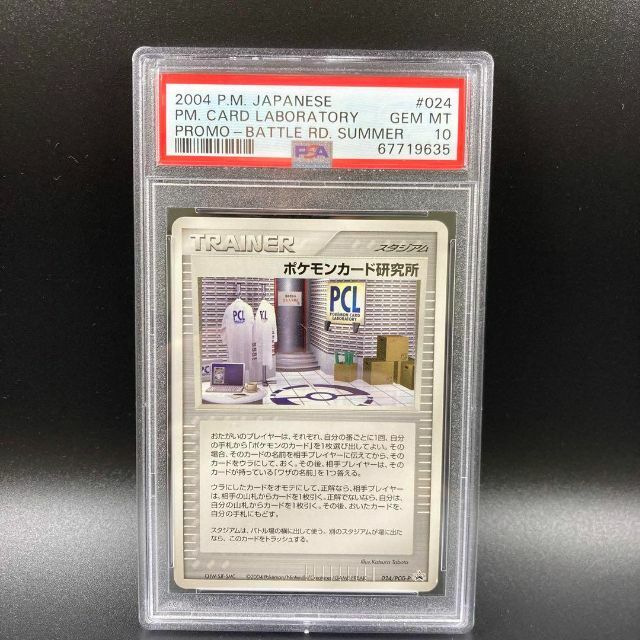 2004 P.M. JAPANESE #024
PM. CARD LABORATORY GEM MT
PROMO-BATTLE RD. SUMMER 10
PSA 67719635
TRAINER スタジアム
ポケモンカード研究所
PCL
POKÉMON CARD
LABORATORY
PCL
おたがいのプレイヤーは、それぞれ、自分の番ごとに1回、自分
の手札から「ポケモンのカード」を1枚選び出してよい。その
場合、そのカードの名前を相手プレイヤーに伝えてから、その
カードをウラにして、おく。その後、相手プレイヤーは、その
カードが持っている「ワザの名前」を1つ答える。
ウラにしたカードをオモテにして、正解なら、相手プレイヤー
は、相手の山札からカードを1枚引く。正解でないなら、自分は、
自分の山札からカードを1枚引く。その後、おいたカードを、
自分の手札にもどす。
スタジアムは、バトル場の横に出して使う。別のスタジアムが場に出た
なら、このカードをトラッシュする。
Illus. Katsura Tabata
©2004 Pokémon/Nintendo/Creatures/GAME FREAK 024/PCG-P